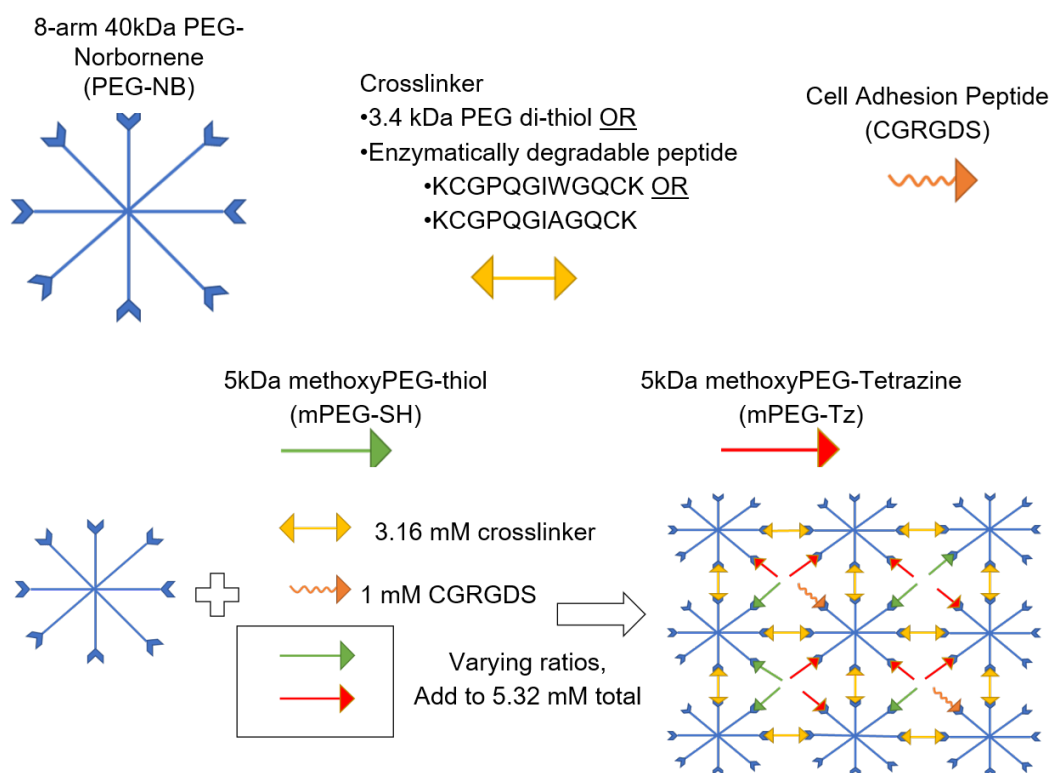 8-arm 40kDa PEG-
Norbornene
(PEG-NB)
Crosslinker
•3.4 kDa PEG di-thiol OR
•Enzymatically degradable peptide
•KCGPQGIWGQCK OR
•KCGPQGIAGQCK
Cell Adhesion Peptide
(CGRGDS)
5kDa methoxyPEG-thiol
(mPEG-SH)
5kDa methoxyPEG-Tetrazine
(mPEG-Tz)
3.16 mM crosslinker
1 mM CGRGDS
Varying ratios,
Add to 5.32 mM total